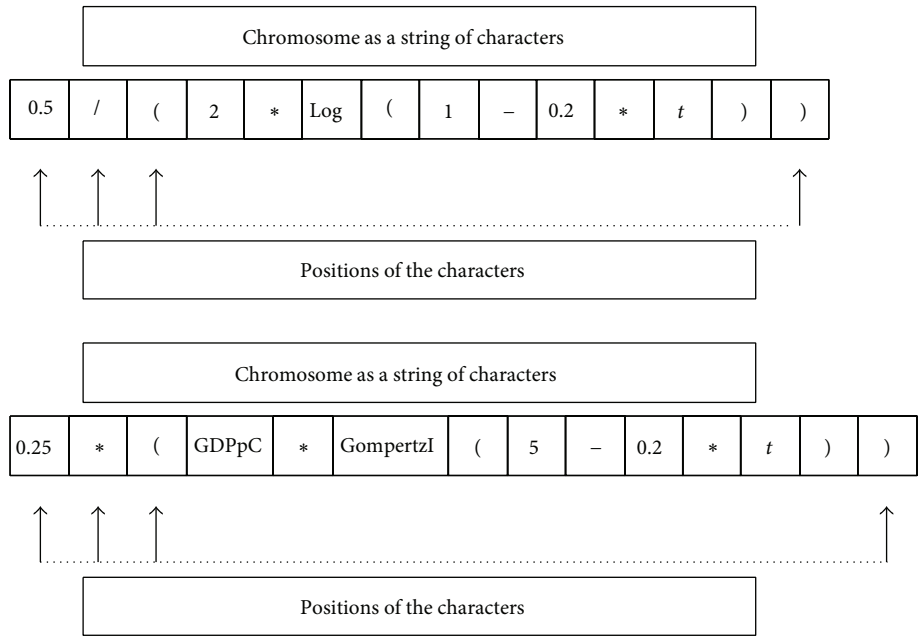 Chromosome as a string of characters
0.5 / ( 2 * Log ( 1 – 0.2 * t ) )
Positions of the characters
Chromosome as a string of characters
0.25 * ( GDPpC * GompertzI ( 5 – 0.2 * t ) )
Positions of the characters